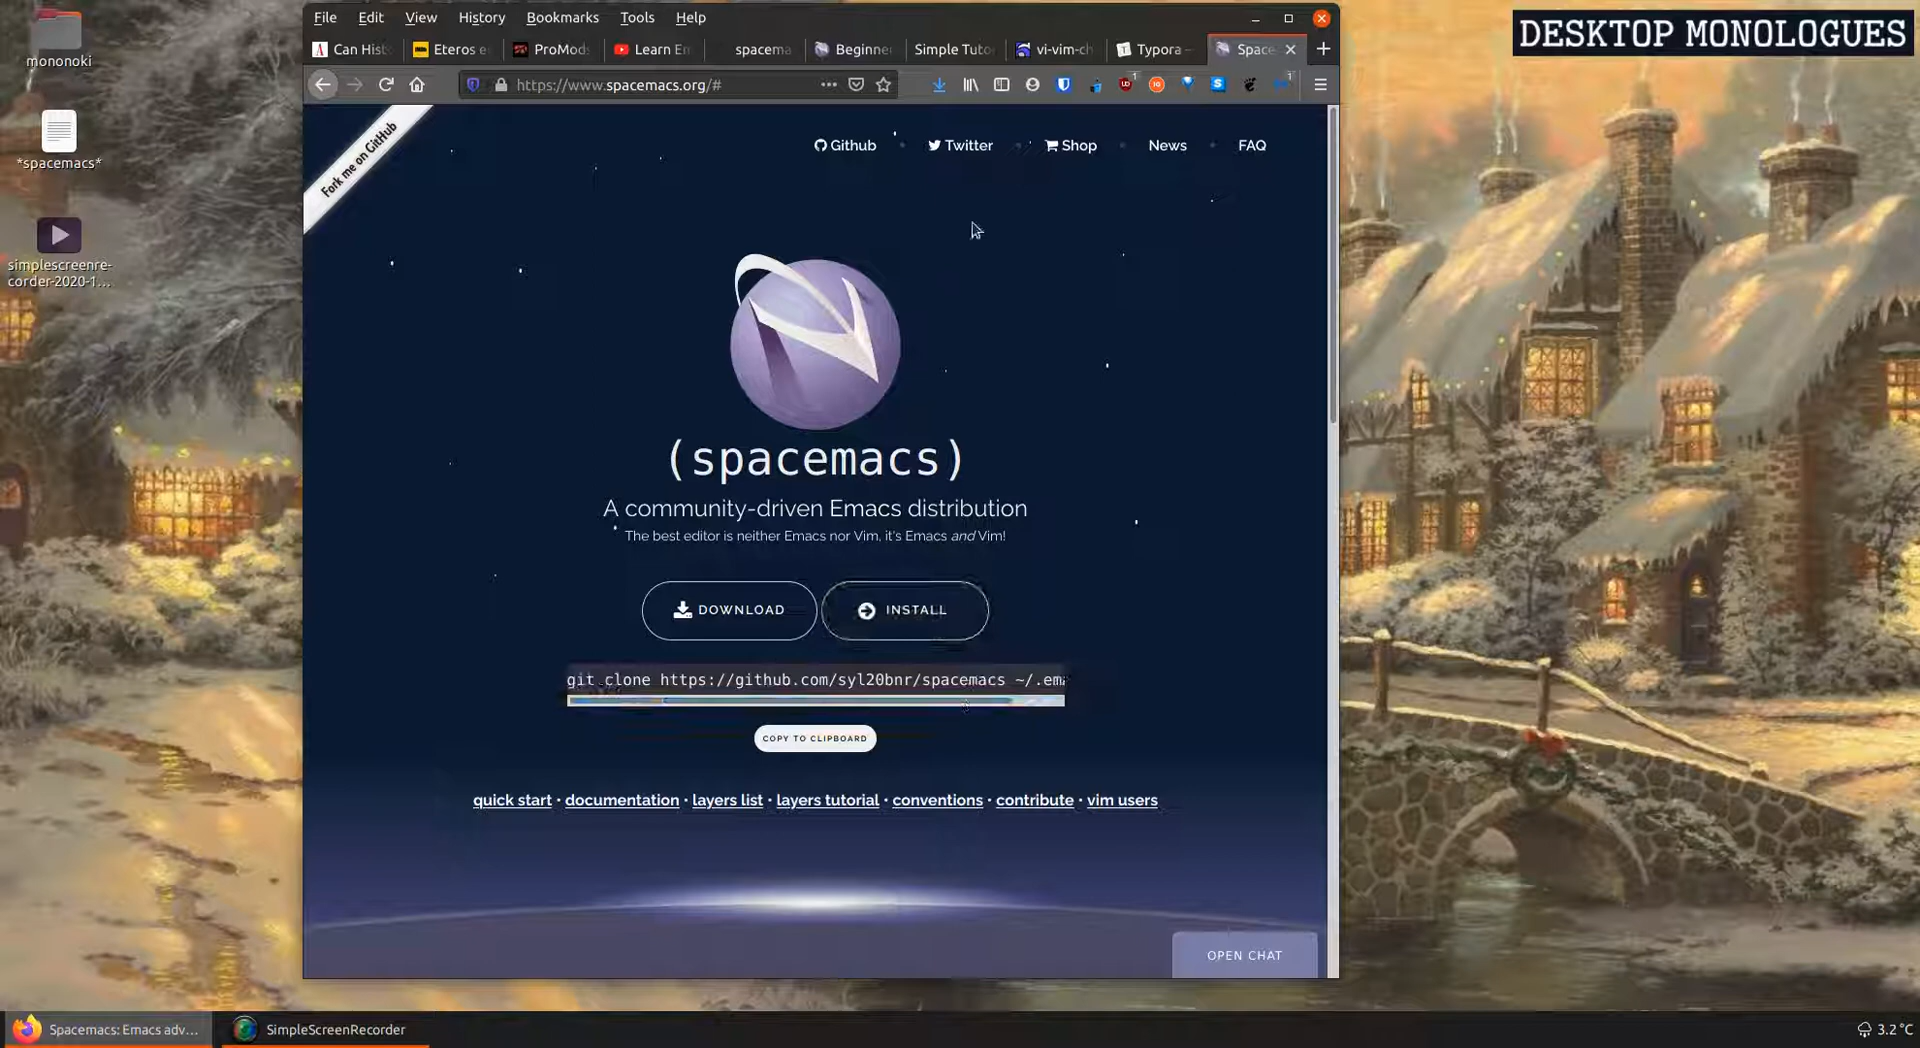 DESKTOP MONOLOGUES
mononoki
*spacemacs*
simplescreenre-
corder-2020-1...
File Edit View History Bookmarks Tools Help
Can Hist Eteros e ProMods Learn Em spacema Beginne Simple Tuto vi-vim-ch Typora — Space
https://www.spacemacs.org/#
Fork me on GitHub
Github Twitter Shop News FAQ
(spacemacs)
A community-driven Emacs distribution
The best editor is neither Emacs nor Vim, it's Emacs and Vim!
DOWNLOAD INSTALL
git clone https://github.com/syl20bnr/spacemacs ~/.ema
COPY TO CLIPBOARD
quick start · documentation · layers list · layers tutorial · conventions · contribute · vim users
OPEN CHAT
Spacemacs: Emacs adv... SimpleScreenRecorder 3.2 °C